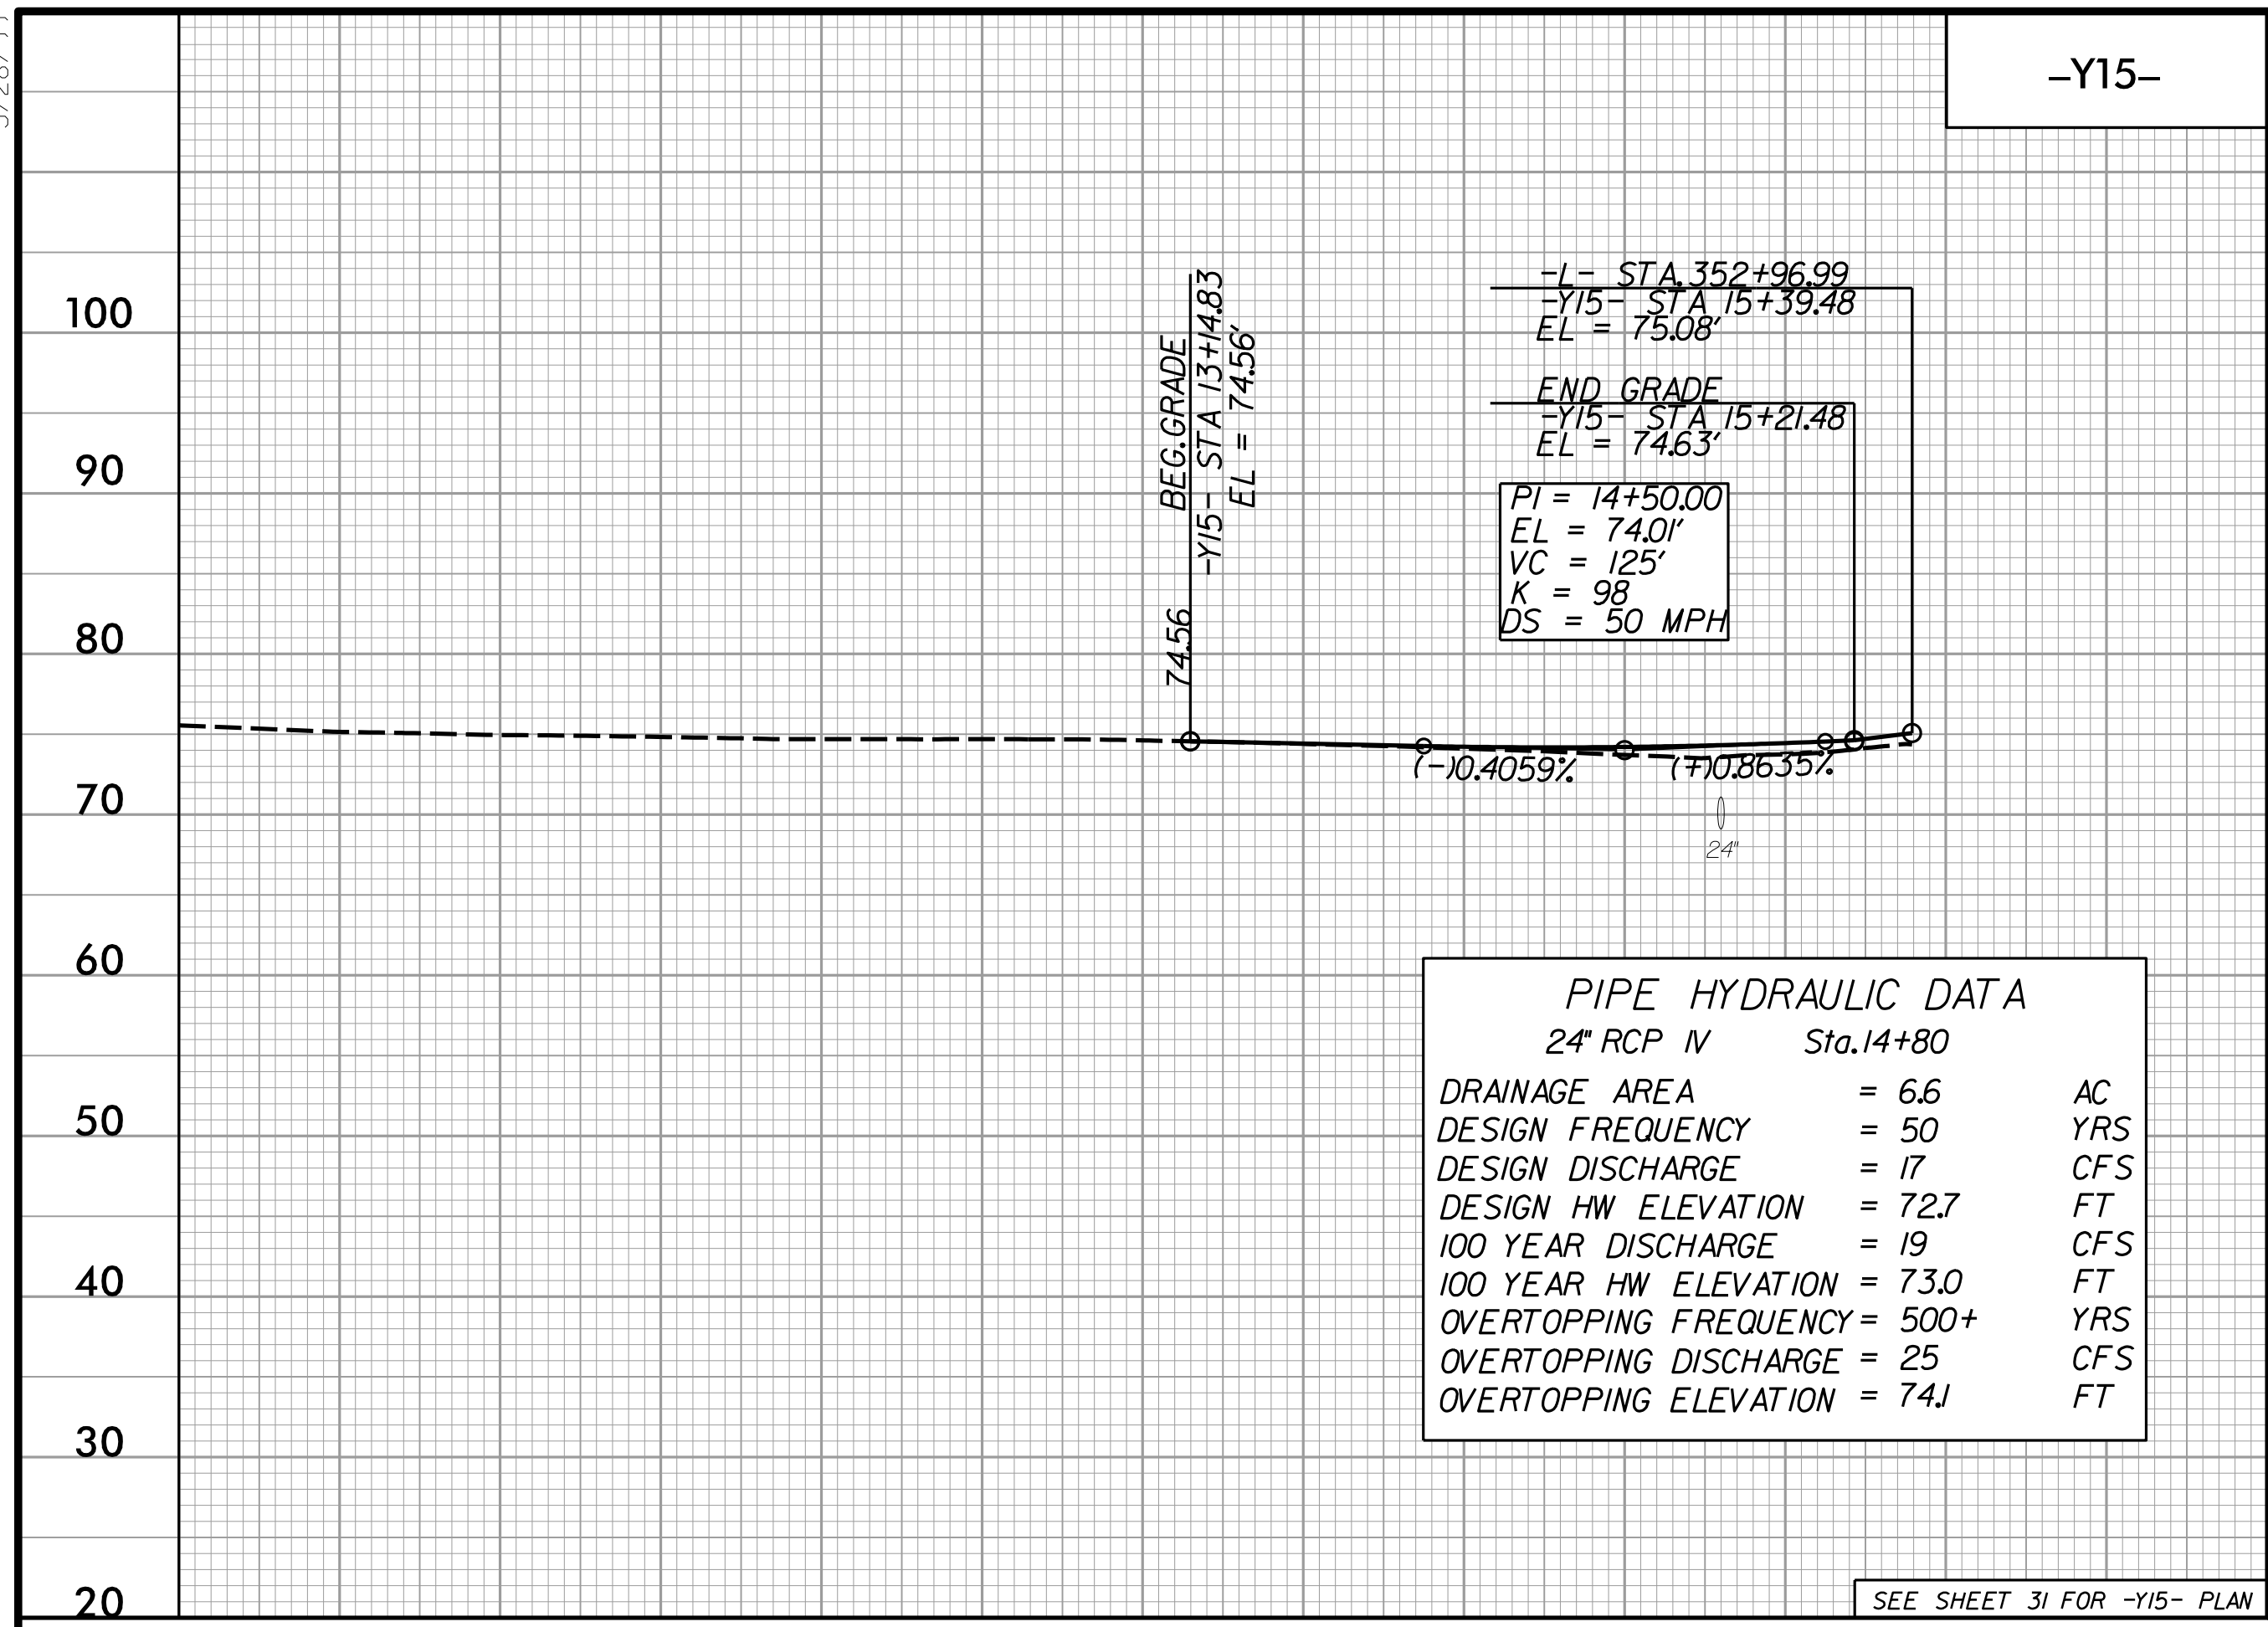 -Y15-
100
90
80
70
60
50
40
30
20
BEG.GRADE
-Y15- STA 13+14.83
EL = 74.56'
74.56
-L- STA.352+96.99
-Y15- STA 15+39.48
EL = 75.08'
END GRADE
-Y15- STA 15+21.48
EL = 74.63'
PI = 14+50.00
EL = 74.01'
VC = 125'
K = 98
DS = 50 MPH
(-)0.4059% (+)0.8635%
24"
PIPE HYDRAULIC DATA
24" RCP IV Sta.14+80
DRAINAGE AREA = 6.6 AC
DESIGN FREQUENCY = 50 YRS
DESIGN DISCHARGE = 17 CFS
DESIGN HW ELEVATION = 72.7 FT
100 YEAR DISCHARGE = 19 CFS
100 YEAR HW ELEVATION = 73.0 FT
OVERTOPPING FREQUENCY = 500+ YRS
OVERTOPPING DISCHARGE = 25 CFS
OVERTOPPING ELEVATION = 74.1 FT
SEE SHEET 31 FOR -Y15- PLAN